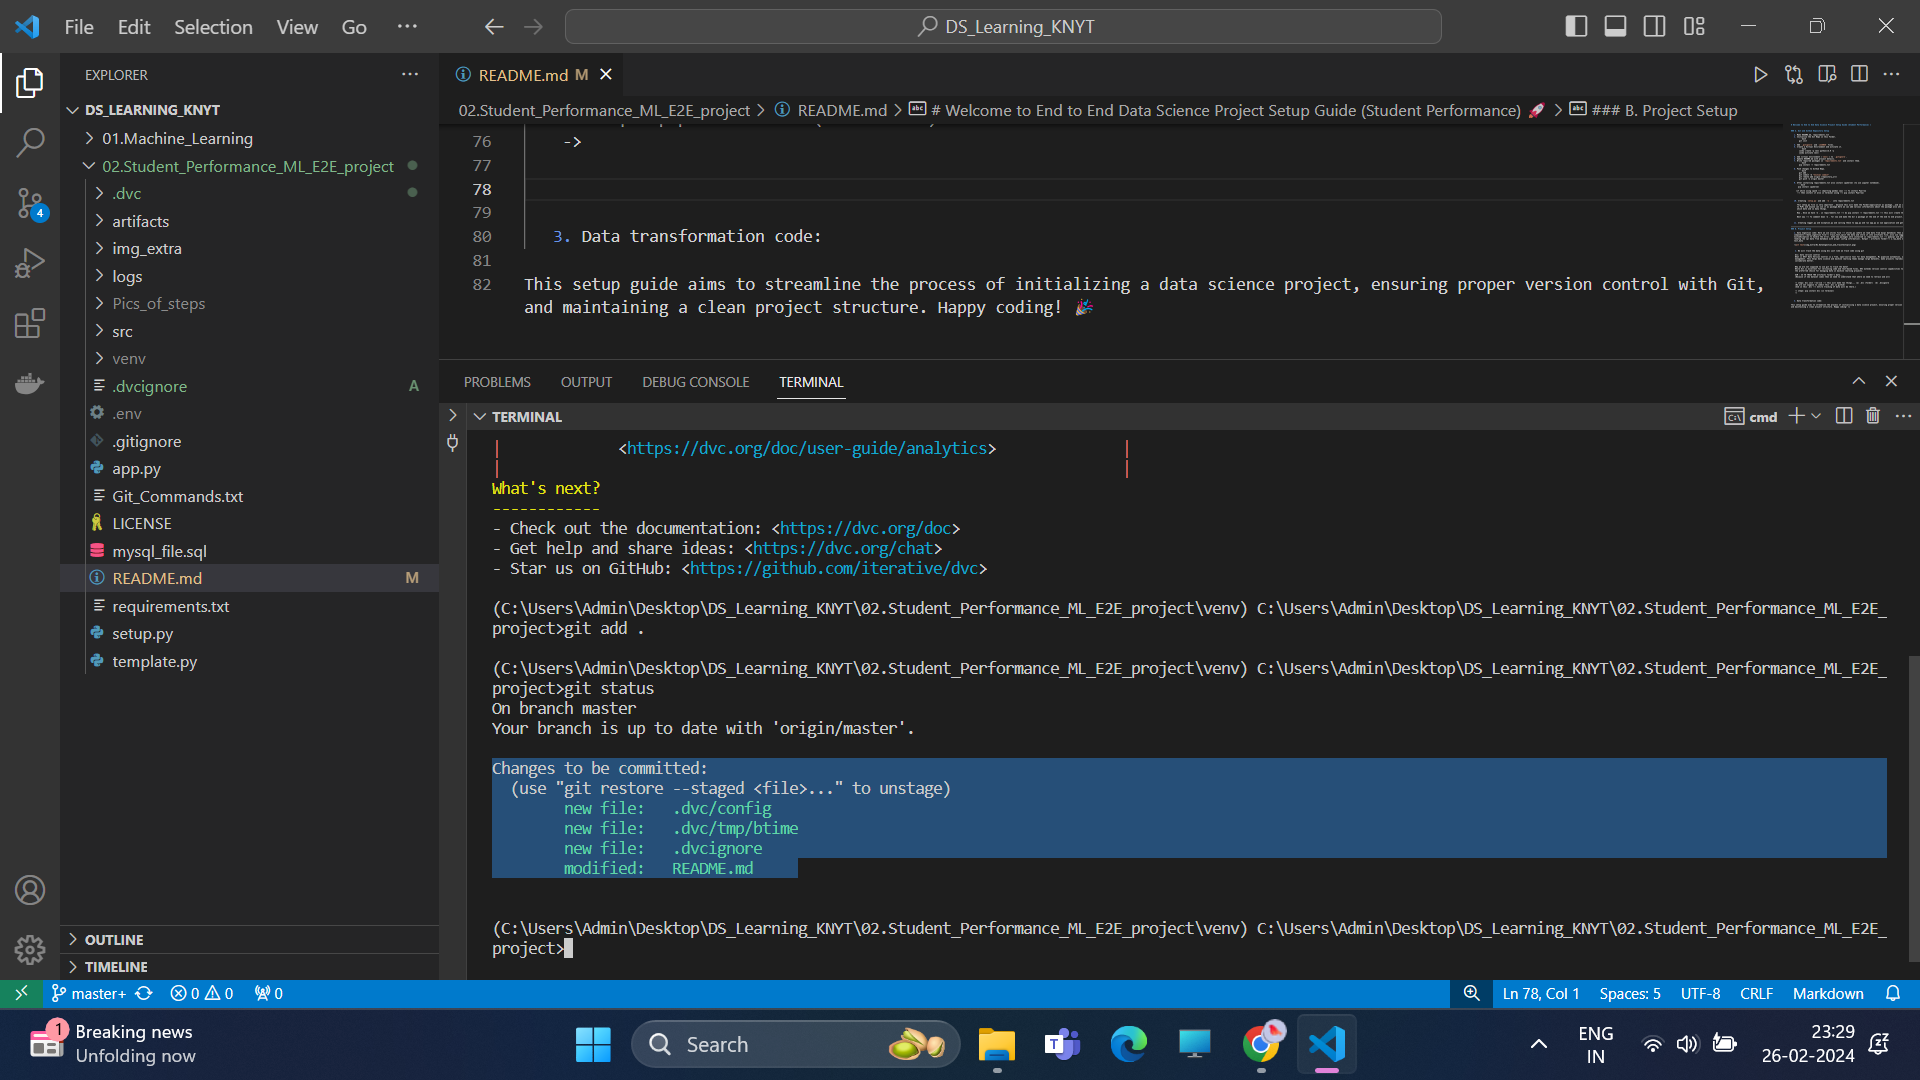 File Edit Selection View Go ···
DS_Learning_KNYT
EXPLORER
DS_LEARNING_KNYT
01.Machine_Learning
02.Student_Performance_ML_E2E_project
.dvc
artifacts
img_extra
logs
Pics_of_steps
src
venv
.dvcignore A
.env
.gitignore
app.py
Git_Commands.txt
LICENSE
mysql_file.sql
README.md M
requirements.txt
setup.py
template.py
OUTLINE
TIMELINE
4
README.md M
02.Student_Performance_ML_E2E_project > README.md > # Welcome to End to End Data Science Project Setup Guide (Student Performance) 🚀 > ### B. Project Setup
76 ->
77
78
79
80 3. Data transformation code:
81
82 This setup guide aims to streamline the process of initializing a data science project, ensuring proper version control with Git,
and maintaining a clean project structure. Happy coding! 🎉
PROBLEMS OUTPUT DEBUG CONSOLE TERMINAL
TERMINAL
cmd
| <https://dvc.org/doc/user-guide/analytics> |
| |
What's next?
------------
- Check out the documentation: <https://dvc.org/doc>
- Get help and share ideas: <https://dvc.org/chat>
- Star us on GitHub: <https://github.com/iterative/dvc>
(C:\Users\Admin\Desktop\DS_Learning_KNYT\02.Student_Performance_ML_E2E_project\venv) C:\Users\Admin\Desktop\DS_Learning_KNYT\02.Student_Performance_ML_E2E_
project>git add .
(C:\Users\Admin\Desktop\DS_Learning_KNYT\02.Student_Performance_ML_E2E_project\venv) C:\Users\Admin\Desktop\DS_Learning_KNYT\02.Student_Performance_ML_E2E_
project>git status
On branch master
Your branch is up to date with 'origin/master'.
Changes to be committed:
(use "git restore --staged <file>..." to unstage)
new file: .dvc/config
new file: .dvc/tmp/btime
new file: .dvcignore
modified: README.md
(C:\Users\Admin\Desktop\DS_Learning_KNYT\02.Student_Performance_ML_E2E_project\venv) C:\Users\Admin\Desktop\DS_Learning_KNYT\02.Student_Performance_ML_E2E_
project>
master+ 0 0 0
Ln 78, Col 1 Spaces: 5 UTF-8 CRLF Markdown
1
Breaking news
Unfolding now
Search
ENG
IN
23:29
26-02-2024